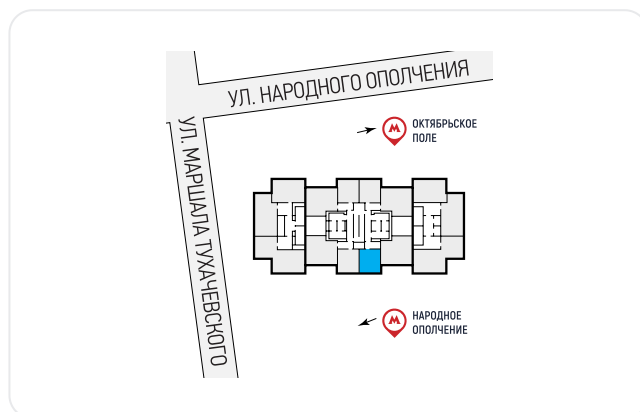 УЛ. НАРОДНОГО ОПОЛЧЕНИЯ
УЛ. МАРШАЛА ТУХАЧЕВСКОГО
ОКТЯБРЬСКОЕ
ПОЛЕ
НАРОДНОЕ
ОПОЛЧЕНИЕ